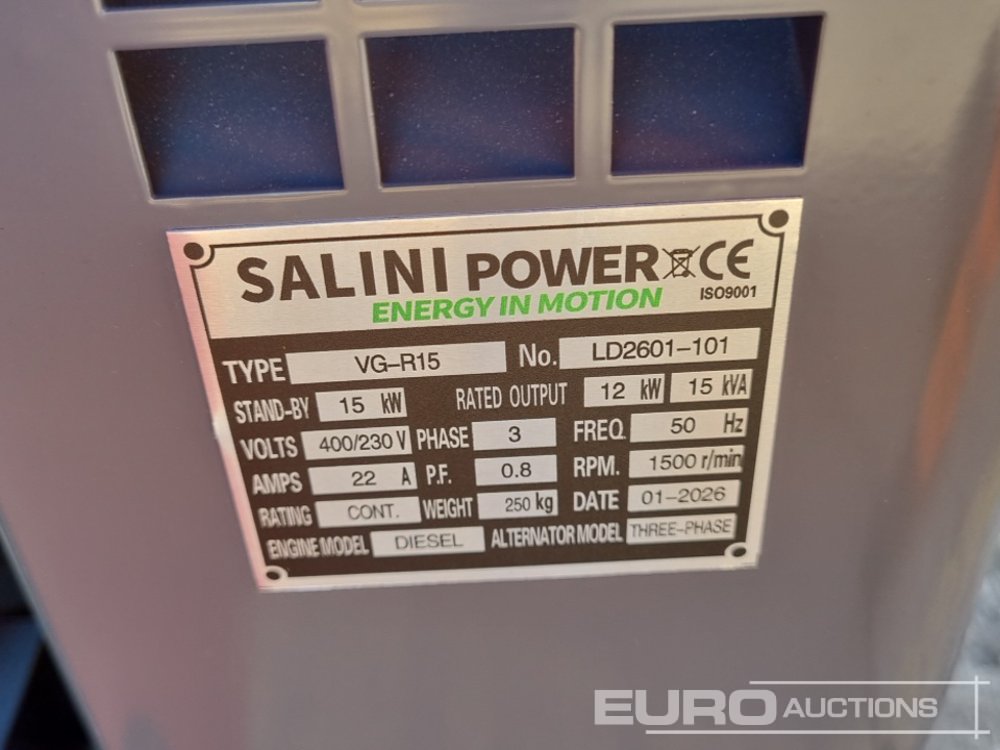 SALINI POWER CE
ENERGY IN MOTION ISO9001
TYPE VG-R15 No. LD2601-101
STAND-BY 15 kW RATED OUTPUT 12 kW 15 kVA
VOLTS 400/230 V PHASE 3 FREQ. 50 Hz
AMPS 22 A P.F. 0.8 RPM. 1500 r/min
RATING CONT. WEIGHT 250 kg DATE 01-2026
ENGINE MODEL DIESEL ALTERNATOR MODEL THREE-PHASE
EURO AUCTIONS